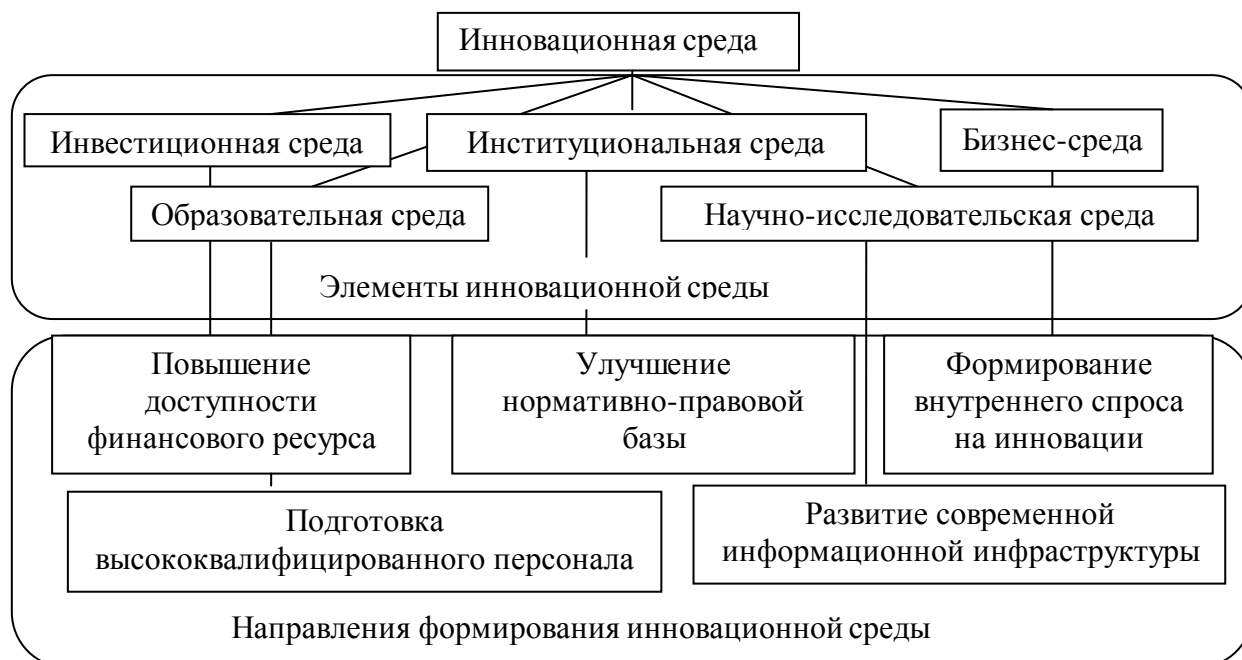 Инновационная среда
Инвестиционная среда
Институциональная среда
Бизнес-среда
Образовательная среда
Научно-исследовательская среда
Элементы инновационной среды
Повышение
доступности
финансового ресурса
Улучшение
нормативно-правовой
базы
Формирование
внутреннего спроса
на инновации
Подготовка
высококвалифицированного персонала
Развитие современной
информационной инфраструктуры
Направления формирования инновационной среды